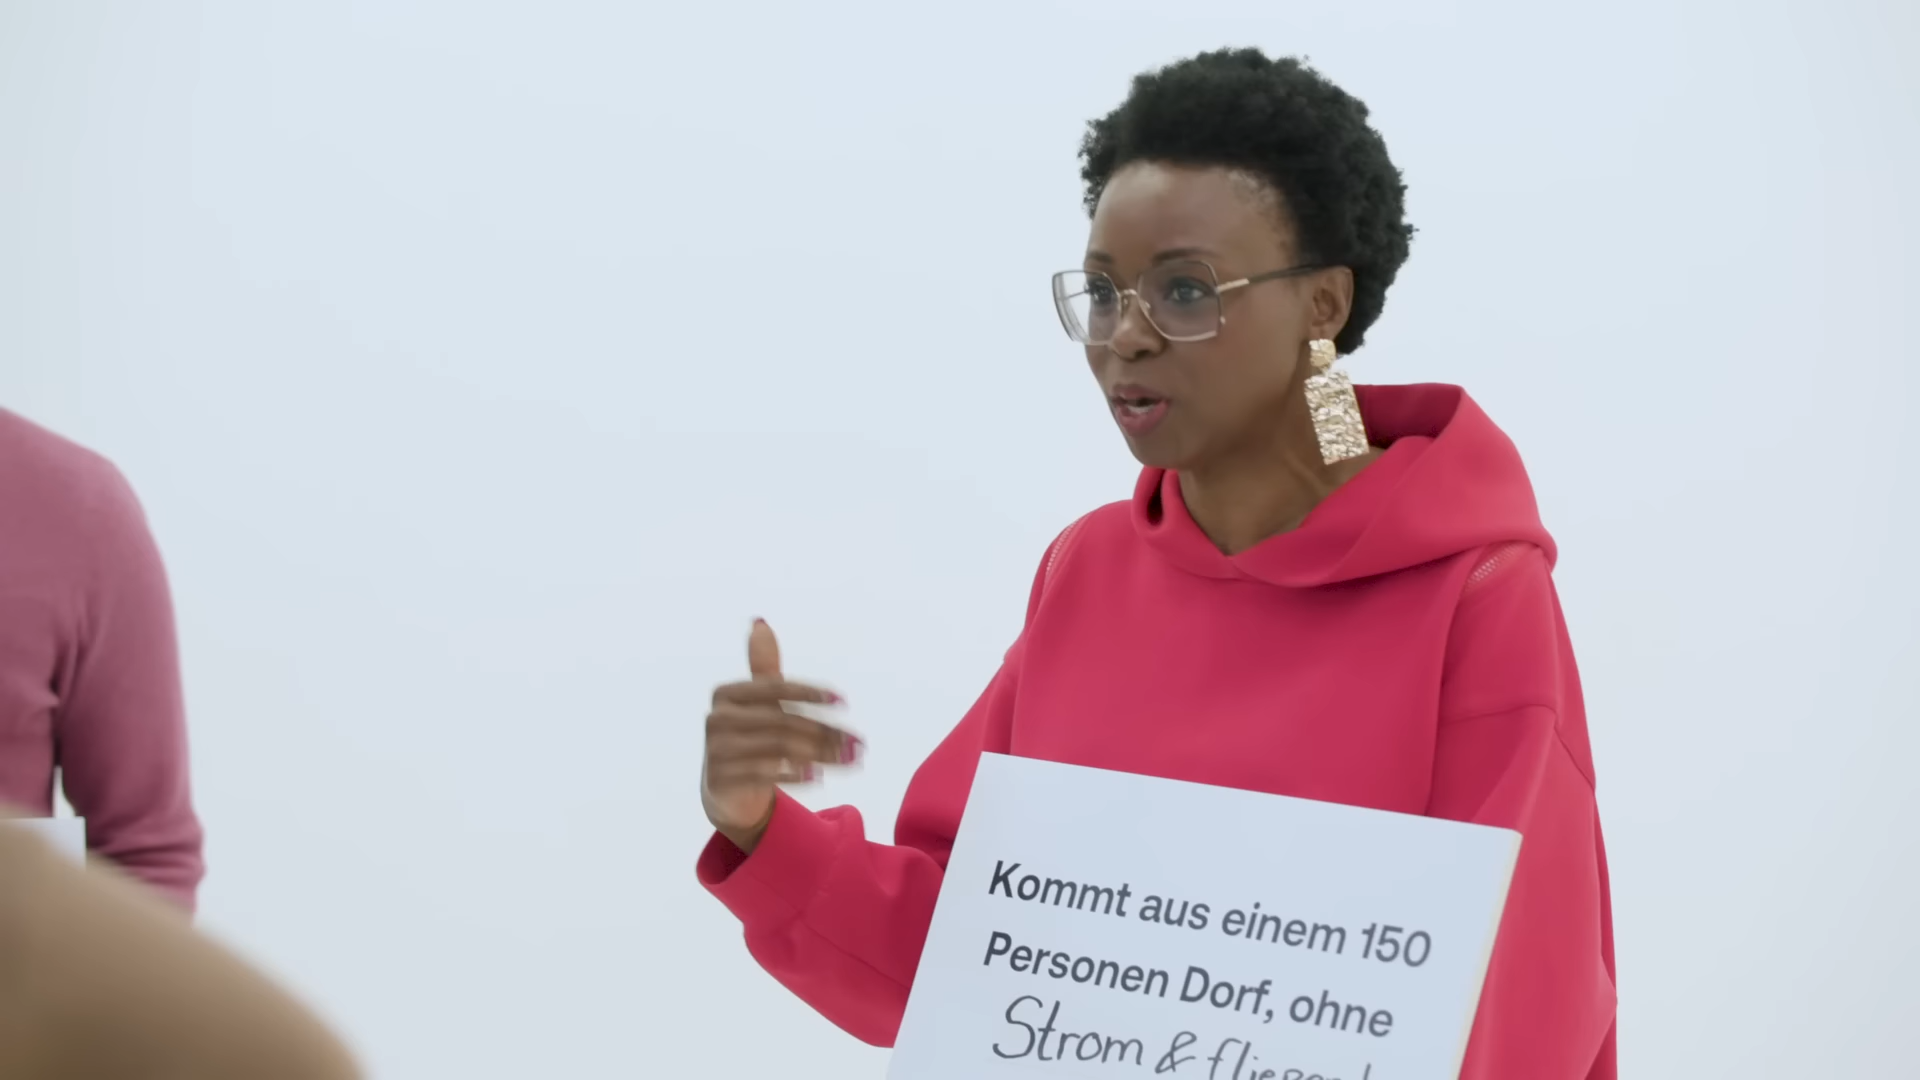 Kommt aus einem 150
Personen Dorf, ohne
Strom &